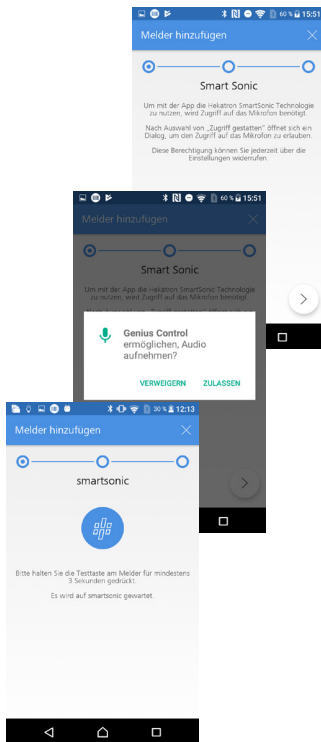 60 % 15:51
Melder hinzufügen
Smart Sonic
Um mit der App die Hekatron SmartSonic Technologie
zu nutzen, wird Zugriff auf das Mikrofon benötigt.
Nach Auswahl von „Zugriff gestatten" öffnet sich ein
Dialog, um den Zugriff auf das Mikrofon zu erlauben.
Diese Berechtigung können Sie jederzeit über die
Einstellungen widerrufen.
60 % 15:51
Melder hinzufügen
Smart Sonic
Um mit der App die Hekatron SmartSonic Technologie
zu nutzen, wird Zugriff auf das Mikrofon benötigt.
Genius Control
ermöglichen, Audio
aufnehmen?
VERWEIGERN ZULASSEN
30 % 12:13
Melder hinzufügen
smartsonic
Bitte halten Sie die Testtaste am Melder für mindestens
3 Sekunden gedrückt.
Es wird auf smartsonic gewartet.